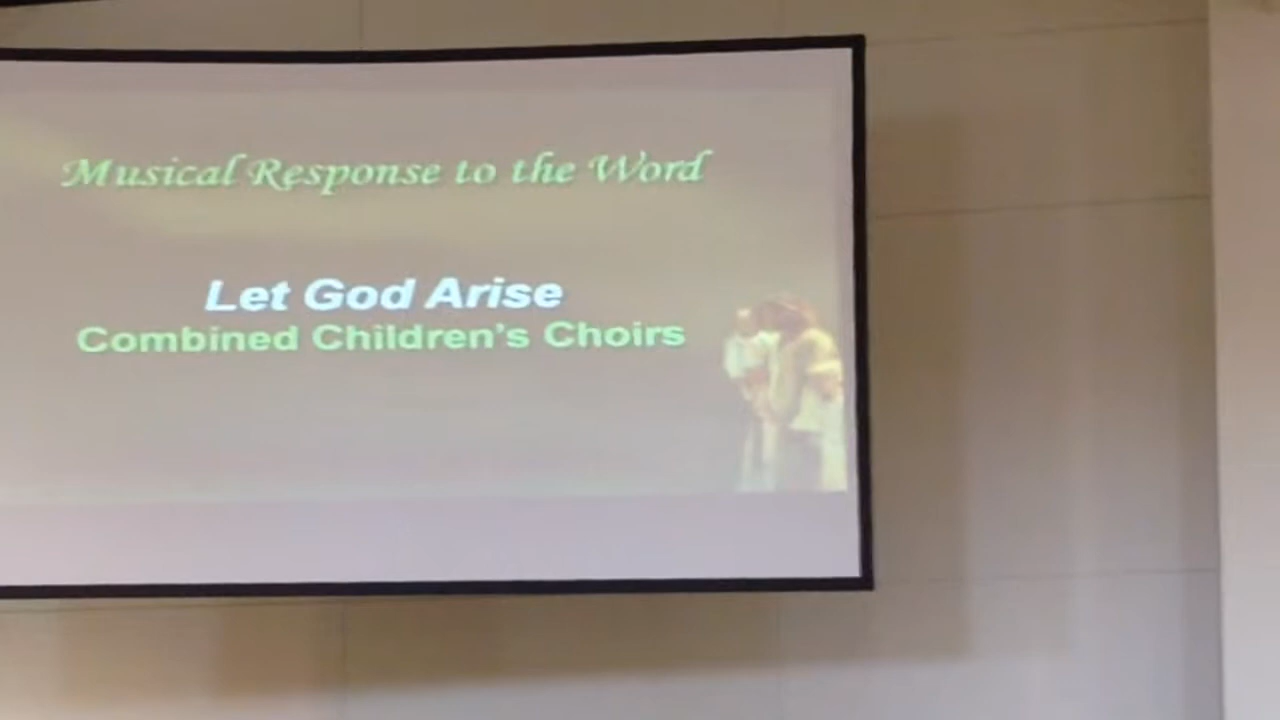 Musical Response to the Word
Let God Arise
Combined Children's Choirs